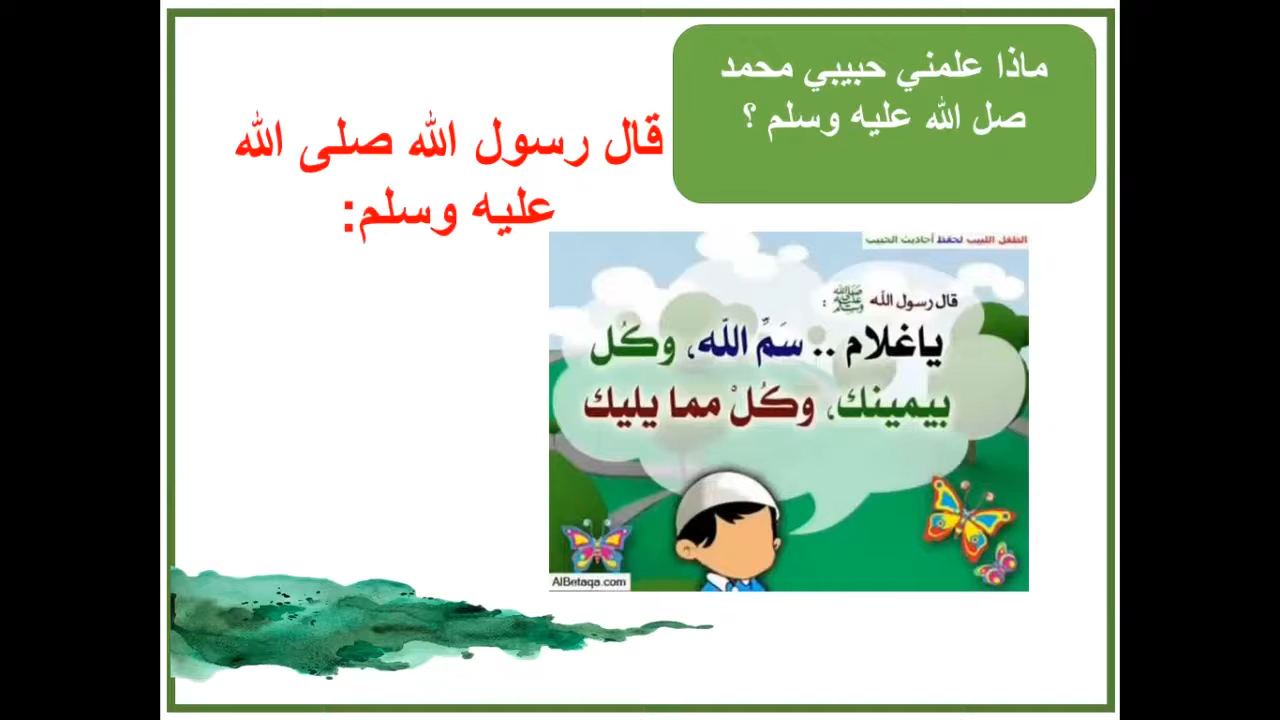 ماذا علمني حبيبي محمد
صل الله عليه وسلم ؟
قال رسول الله صلى الله
عليه وسلم:
الطفل اللبيب لحفظ أحاديث الحبيب
قال رسول الله ﷺ :
ياغلام .. سَمِّ اللّه، وكُل
بيمينك، وكُلْ مما يليك
AlBetaqa.com